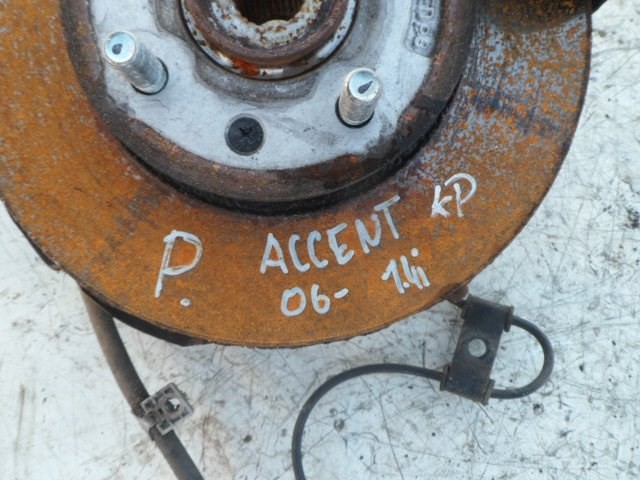 P. ACCENT KP
06- 1.4i